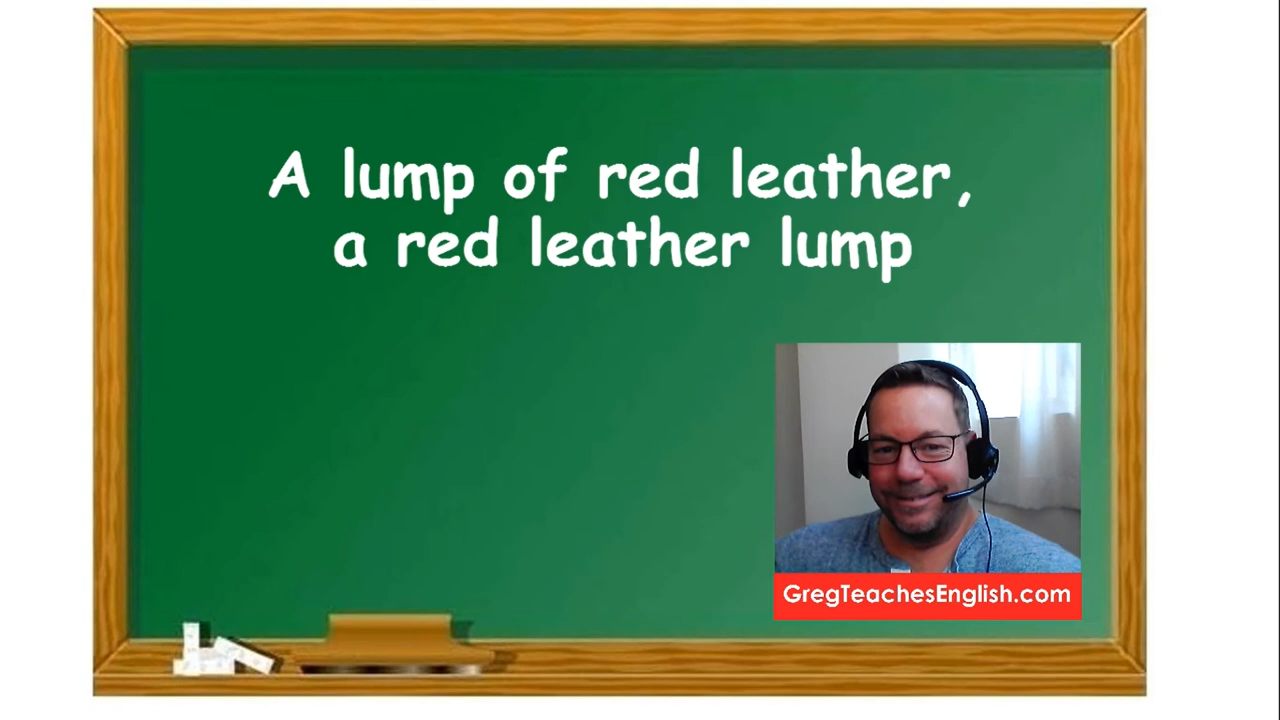 A lump of red leather,
a red leather lump
GregTeachesEnglish.com